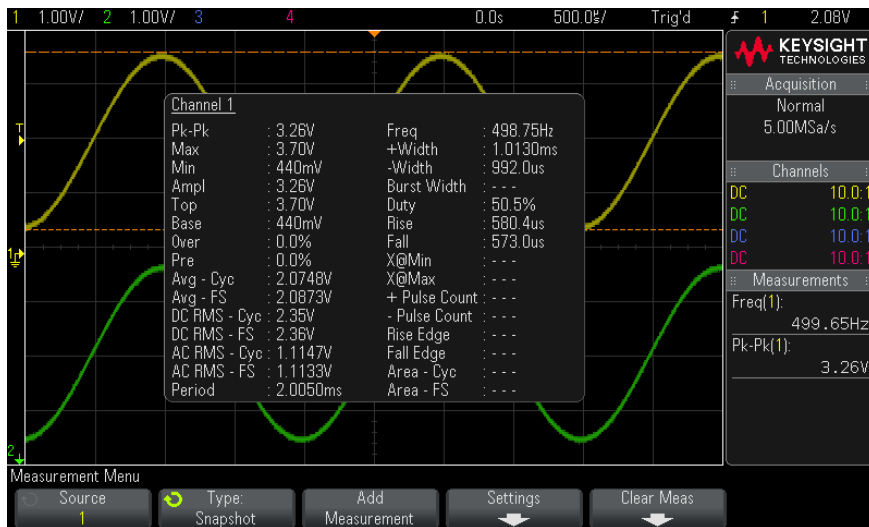 1 1.00V/ 2 1.00V/ 3 4 0.0s 500.0us/ Trig'd 1 2.08V
KEYSIGHT
TECHNOLOGIES
Acquisition
Normal
5.00MSa/s
Channels
DC 10.0:1
DC 10.0:1
DC 10.0:1
DC 10.0:1
Measurements
Freq(1):
499.65Hz
Pk-Pk(1):
3.26V
T
1
2
Channel 1
Pk-Pk : 3.26V Freq : 498.75Hz
Max : 3.70V +Width : 1.0130ms
Min : 440mV -Width : 992.0us
Ampl : 3.26V Burst Width : - - -
Top : 3.70V Duty : 50.5%
Base : 440mV Rise : 580.4us
Over : 0.0% Fall : 573.0us
Pre : 0.0% X@Min : - - -
Avg - Cyc : 2.0748V X@Max : - - -
Avg - FS : 2.0873V + Pulse Count : - - -
DC RMS - Cyc : 2.35V - Pulse Count : - - -
DC RMS - FS : 2.36V Rise Edge : - - -
AC RMS - Cyc : 1.1147V Fall Edge : - - -
AC RMS - FS : 1.1133V Area - Cyc : - - -
Period : 2.0050ms Area - FS : - - -
Measurement Menu
Source
1
Type:
Snapshot
Add
Measurement
Settings
Clear Meas